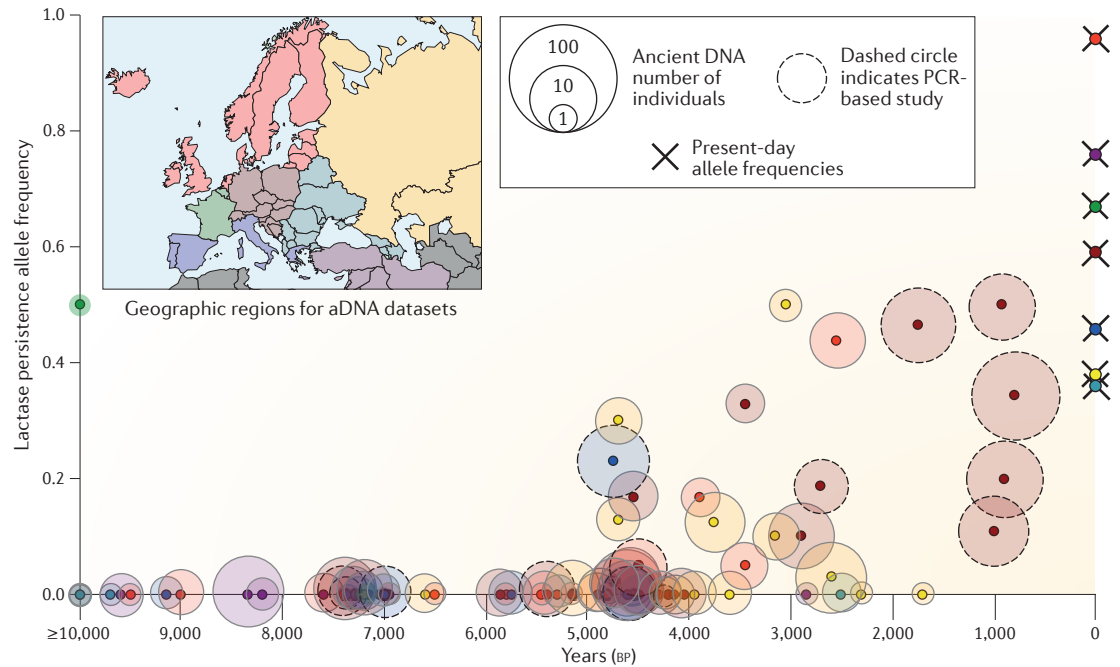 1.0
0.8
0.6
0.4
0.2
0.0
Lactase persistence allele frequency
Geographic regions for aDNA datasets
100
10
1
Ancient DNA
number of
individuals
Dashed circle
indicates PCR-
based study
Present-day
allele frequencies
≥10,000
9,000
8,000
7,000
6,000
5,000
4,000
3,000
2,000
1,000
0
Years (BP)